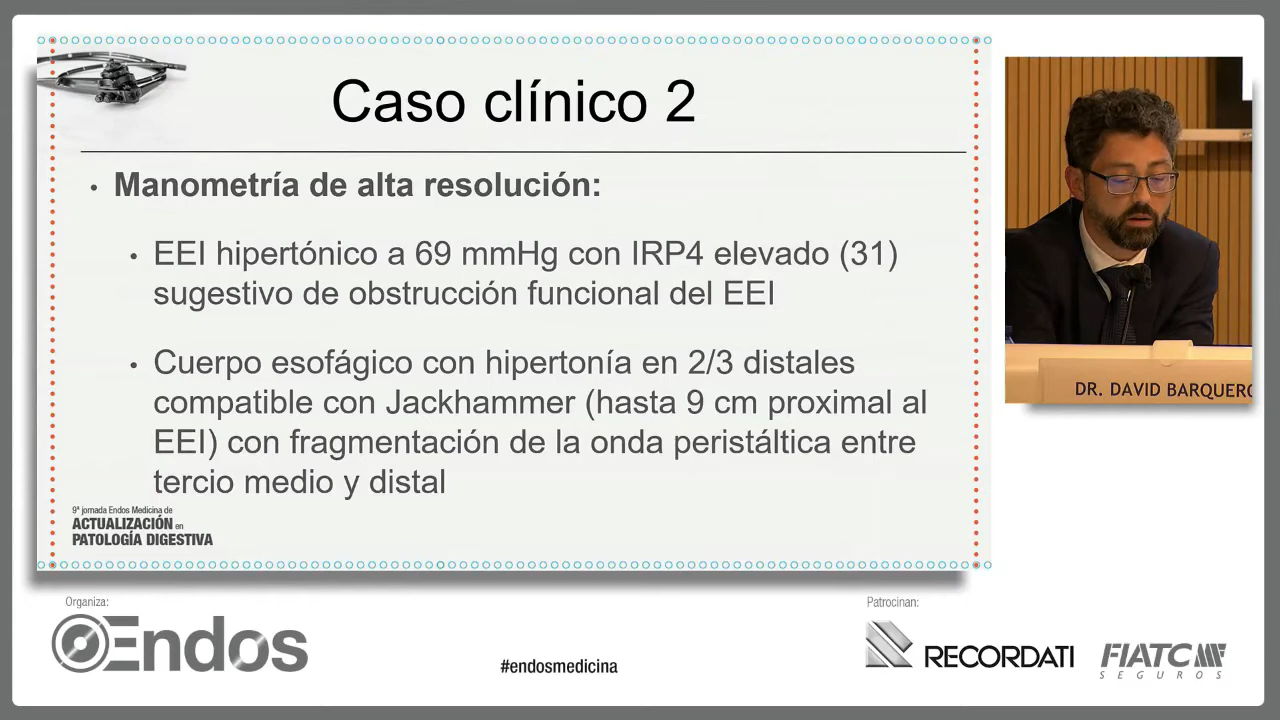 Caso clínico 2
• Manometría de alta resolución:
• EEI hipertónico a 69 mmHg con IRP4 elevado (31)
sugestivo de obstrucción funcional del EEI
• Cuerpo esofágico con hipertonía en 2/3 distales
compatible con Jackhammer (hasta 9 cm proximal al
EEI) con fragmentación de la onda peristáltica entre
tercio medio y distal
9ª jornada Endos Medicina de
ACTUALIZACIÓN en
PATOLOGÍA DIGESTIVA
DR. DAVID BARQUERO
Organiza:
Endos
#endosmedicina
Patrocinan:
RECORDATI
FIATC
SEGUROS